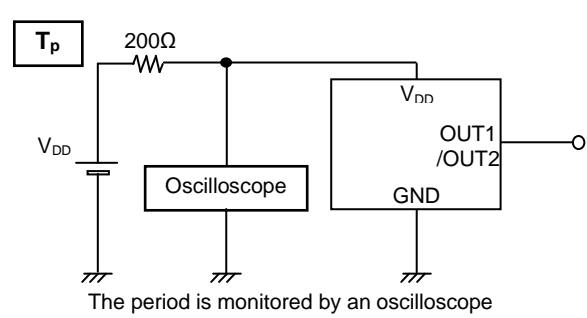 Tp
200Ω
VDD
VDD
OUT1
/OUT2
Oscilloscope
GND
The period is monitored by an oscilloscope